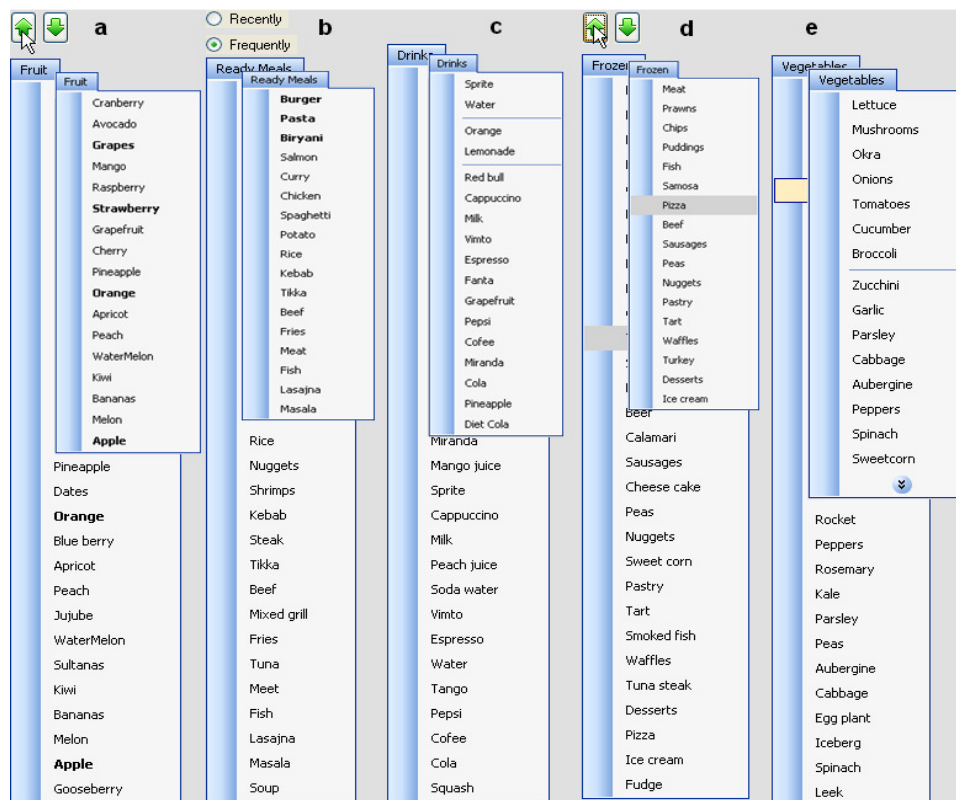 a
Recently
Frequently
b
c
d
e
Fruit
Fruit
Cranberry
Avocado
Grapes
Mango
Raspberry
Strawberry
Grapefruit
Cherry
Pineapple
Orange
Apricot
Peach
WaterMelon
Kiwi
Bananas
Melon
Apple
Pineapple
Dates
Orange
Blue berry
Apricot
Peach
Jujube
WaterMelon
Sultanas
Kiwi
Bananas
Melon
Apple
Gooseberry
Ready Meals
Ready Meals
Burger
Pasta
Biryani
Salmon
Curry
Chicken
Spaghetti
Potato
Rice
Kebab
Tikka
Beef
Fries
Meat
Fish
Lasajna
Masala
Rice
Nuggets
Shrimps
Kebab
Steak
Tikka
Beef
Mixed grill
Fries
Tuna
Meet
Fish
Lasajna
Masala
Soup
Drinks
Drinks
Sprite
Water
Orange
Lemonade
Red bull
Cappuccino
Milk
Vimto
Espresso
Fanta
Grapefruit
Pepsi
Cofee
Miranda
Cola
Pineapple
Diet Cola
Miranda
Mango juice
Sprite
Cappuccino
Milk
Peach juice
Soda water
Vimto
Espresso
Water
Tango
Pepsi
Cofee
Cola
Squash
Frozen
Frozen
Meat
Prawns
Chips
Puddings
Fish
Samosa
Pizza
Beef
Sausages
Peas
Nuggets
Pastry
Tart
Waffles
Turkey
Desserts
Ice cream
Beef
Calamari
Sausages
Cheese cake
Peas
Nuggets
Sweet corn
Pastry
Tart
Smoked fish
Waffles
Tuna steak
Desserts
Pizza
Ice cream
Fudge
Vegetables
Vegetables
Lettuce
Mushrooms
Okra
Onions
Tomatoes
Cucumber
Broccoli
Zucchini
Garlic
Parsley
Cabbage
Aubergine
Peppers
Spinach
Sweetcorn
Rocket
Peppers
Rosemary
Kale
Parsley
Peas
Aubergine
Cabbage
Egg plant
Iceberg
Spinach
Leek